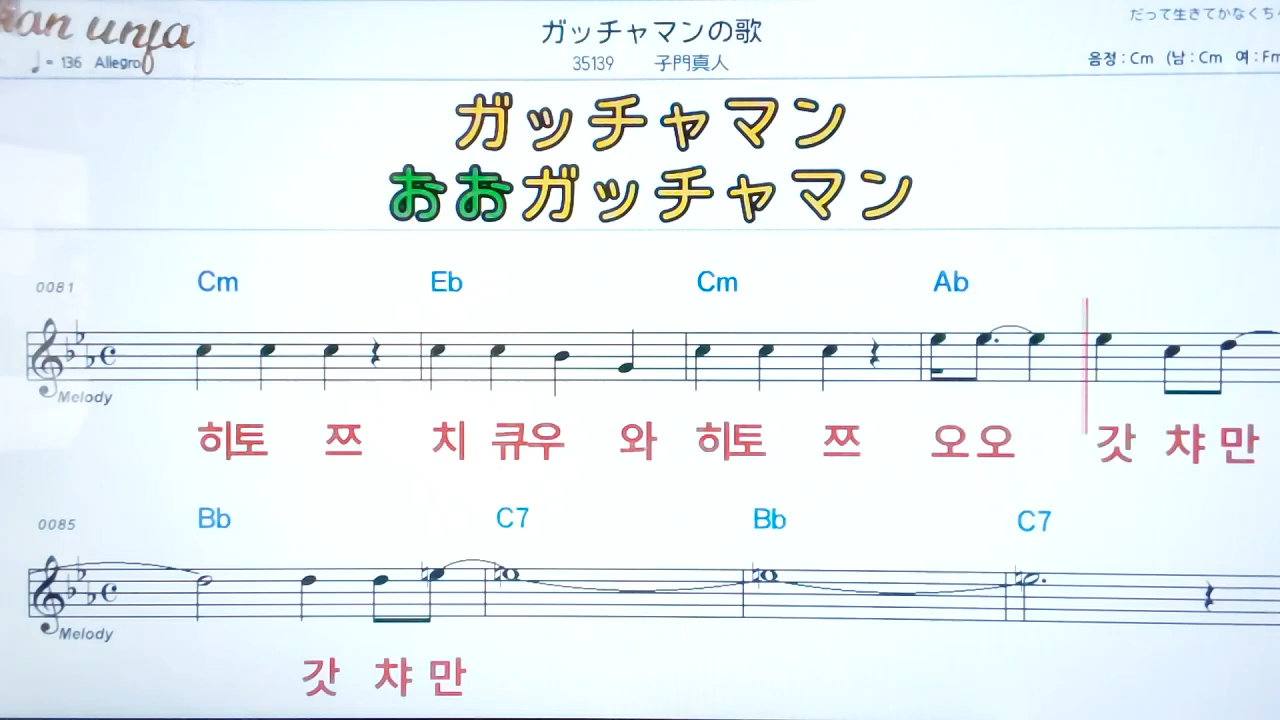 だって生きてかなくち
ガッチャマンの歌
♩= 136 Allegro
35139 子門真人
음정 : Cm (남 : Cm 여 : Fm
ガッチャマン
おおガッチャマン
0081
Cm Eb Cm Ab
Melody
히토 쯔 치 큐우 와 히토 쯔 오오 갓 챠 만
0085
Bb C7 Bb C7
Melody
갓 챠 만